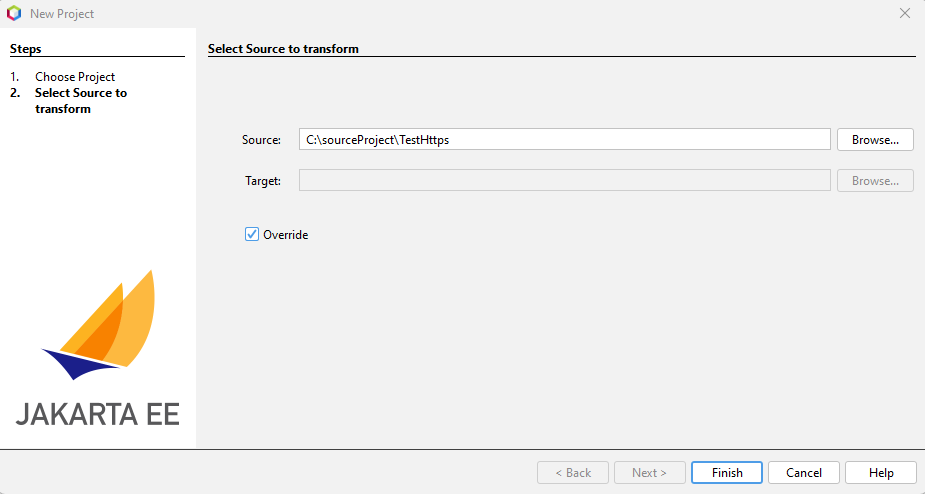 New Project
Steps
1. Choose Project
2. Select Source to
transform
Select Source to transform
Source: C:\sourceProject\TestHttps Browse...
Target: Browse...
Override
JAKARTA EE
< Back Next > Finish Cancel Help